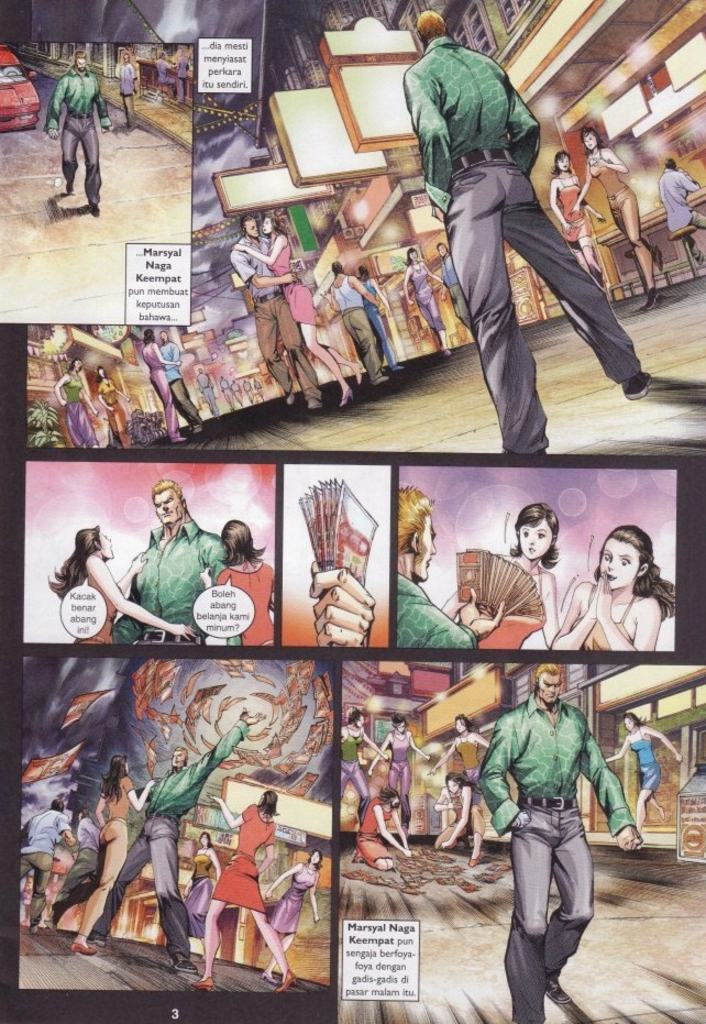 ...Marsyal
Naga
Keempat
pun membuat
keputusan
bahawa...
...dia mesti
menyiasat
perkara
itu sendiri.
Kacak
benar
abang
ini!
Boleh
abang
belanja kami
minum?
Marsyal Naga
Keempat pun
sengaja berfoya-
foya dengan
gadis-gadis di
pasar malam itu.
3